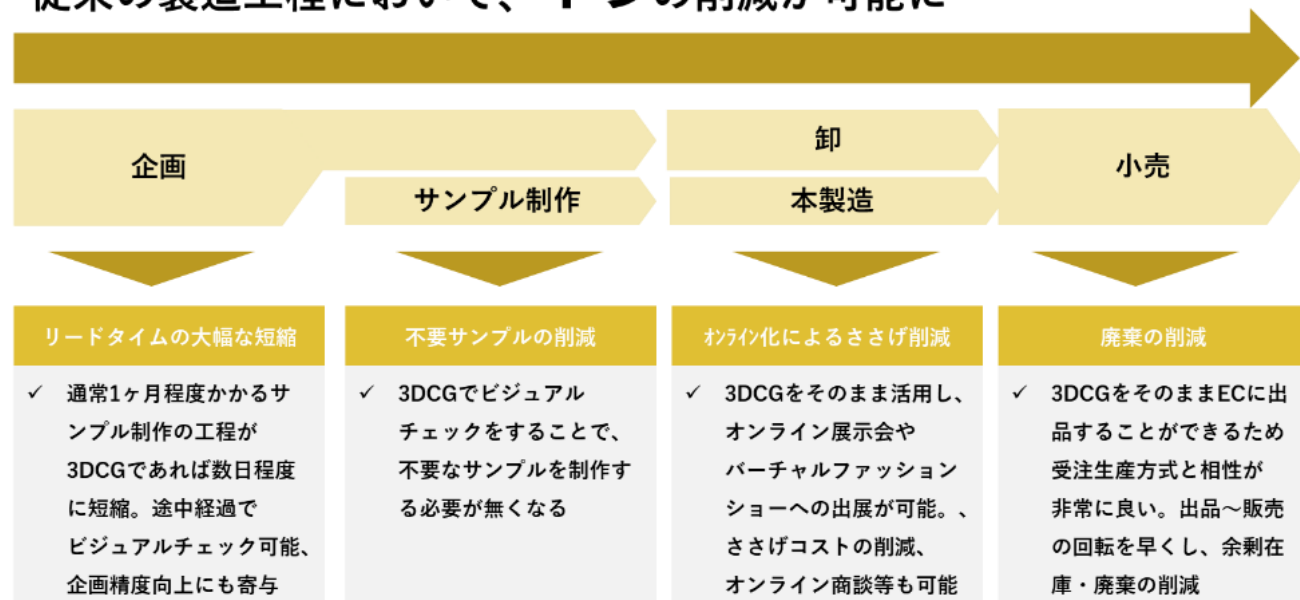 企画
卸
サンプル制作
本製造
小売
リードタイムの大幅な短縮
✓ 通常1ヶ月程度かかるサ
ンプル制作の工程が
3DCGであれば数日程度
に短縮。途中経過で
ビジュアルチェック可能、
企画精度向上にも寄与
不要サンプルの削減
✓ 3DCGでビジュアル
チェックをすることで、
不要なサンプルを制作す
る必要が無くなる
オンライン化によるささげ削減
✓ 3DCGをそのまま活用し、
オンライン展示会や
バーチャルファッション
ショーへの出展が可能。、
ささげコストの削減、
オンライン商談等も可能
廃棄の削減
✓ 3DCGをそのままECに出
品することができるため
受注生産方式と相性が
非常に良い。出品～販売
の回転を早くし、余剰在
庫・廃棄の削減